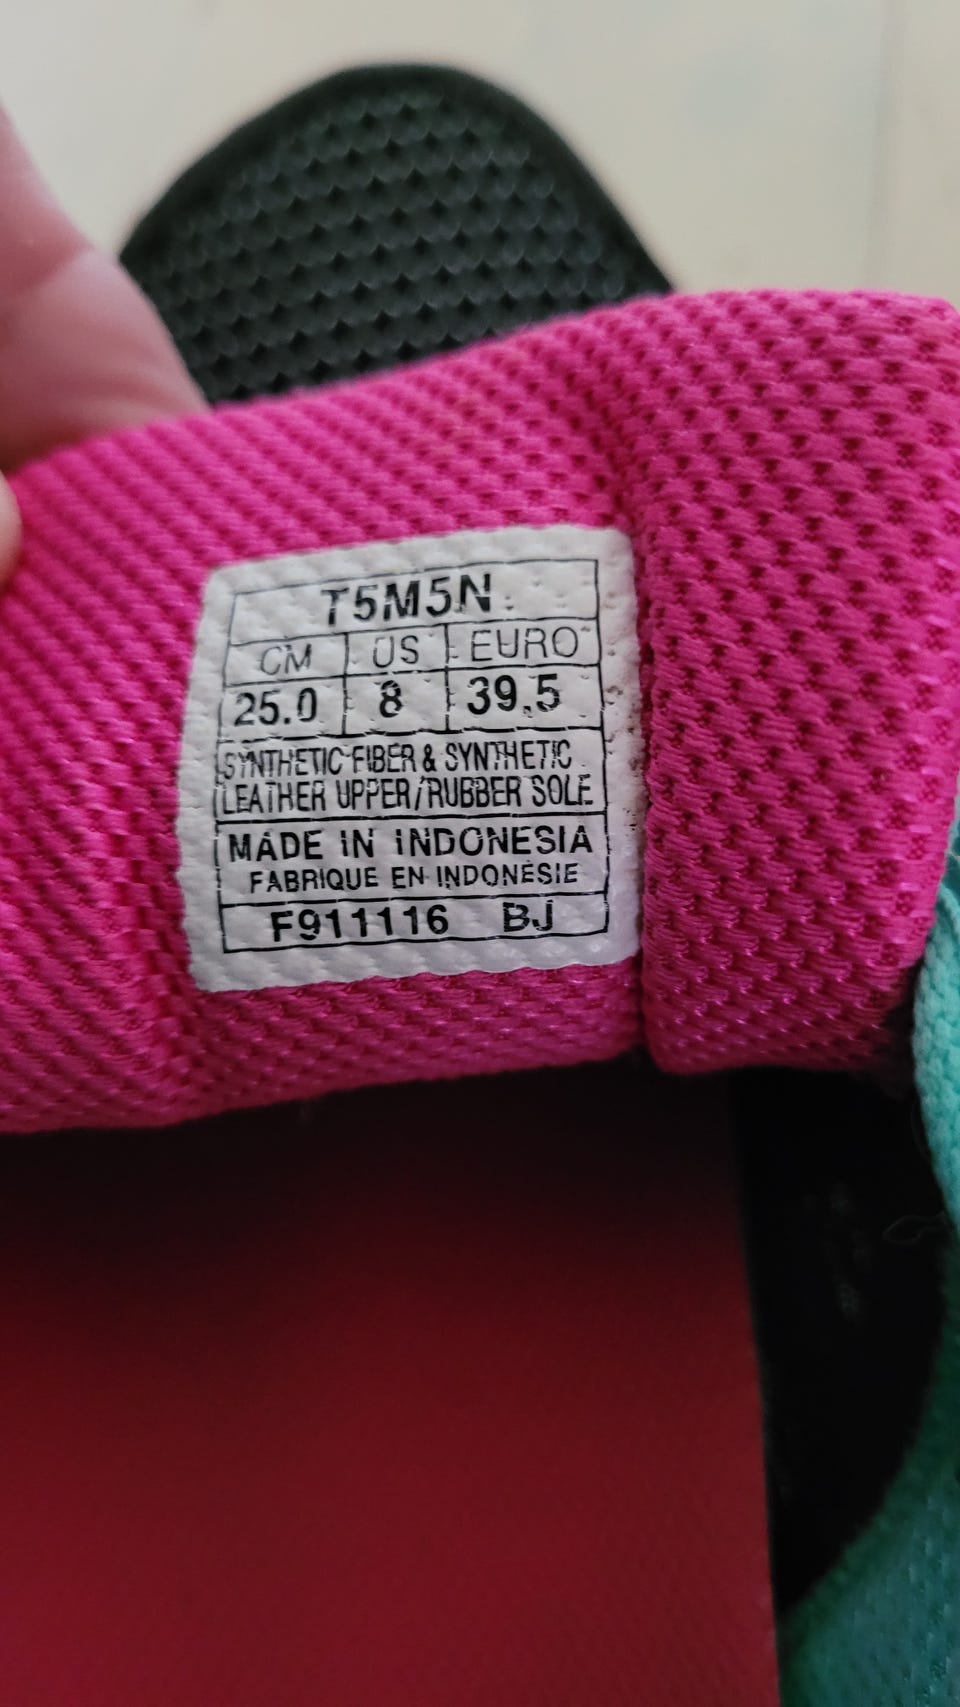 T5M5N
CM US EURO
25.0 8 39.5
SYNTHETIC FIBER & SYNTHETIC
LEATHER UPPER/RUBBER SOLE
MADE IN INDONESIA
FABRIQUE EN INDONÉSIE
F911116 BJ